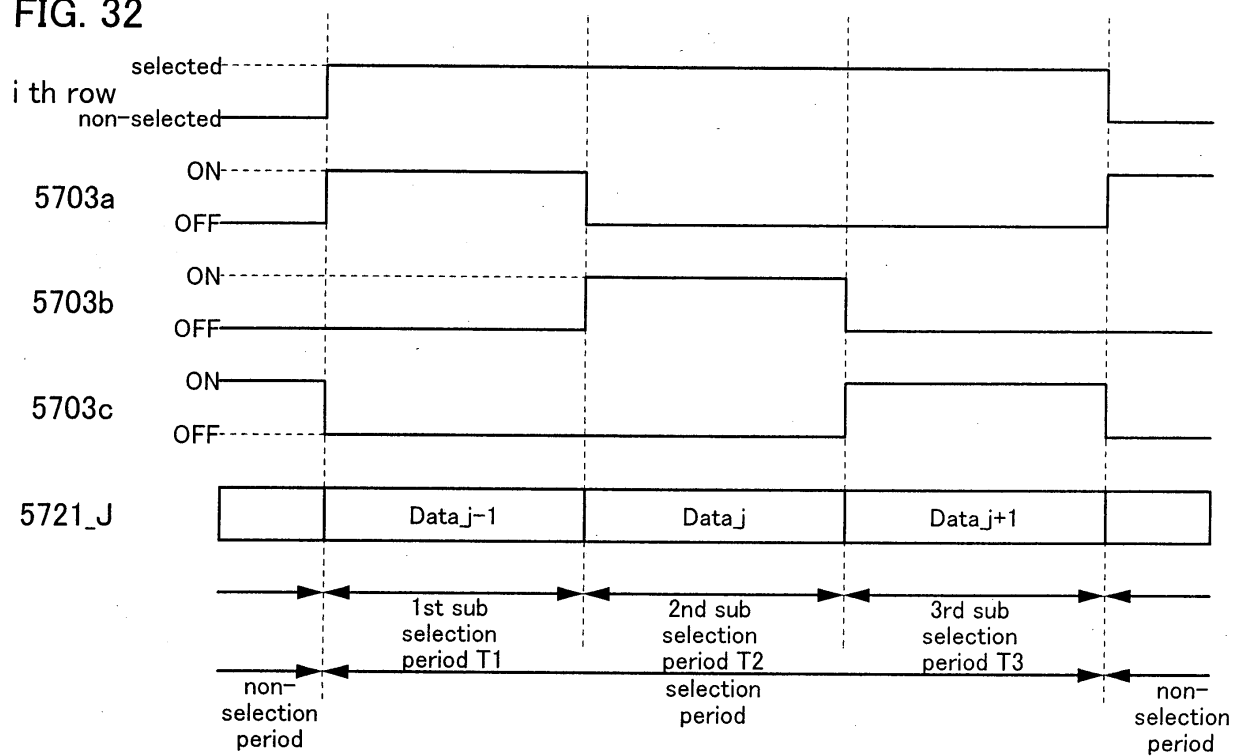 FIG. 32
selected
i th row
non-selected
ON
5703a
OFF
ON
5703b
OFF
ON
5703c
OFF
5721_J
Data_j-1
Data_j
Data_j+1
1st sub
selection
period T1
2nd sub
selection
period T2
3rd sub
selection
period T3
non-
selection
period
selection
period
non-
selection
period